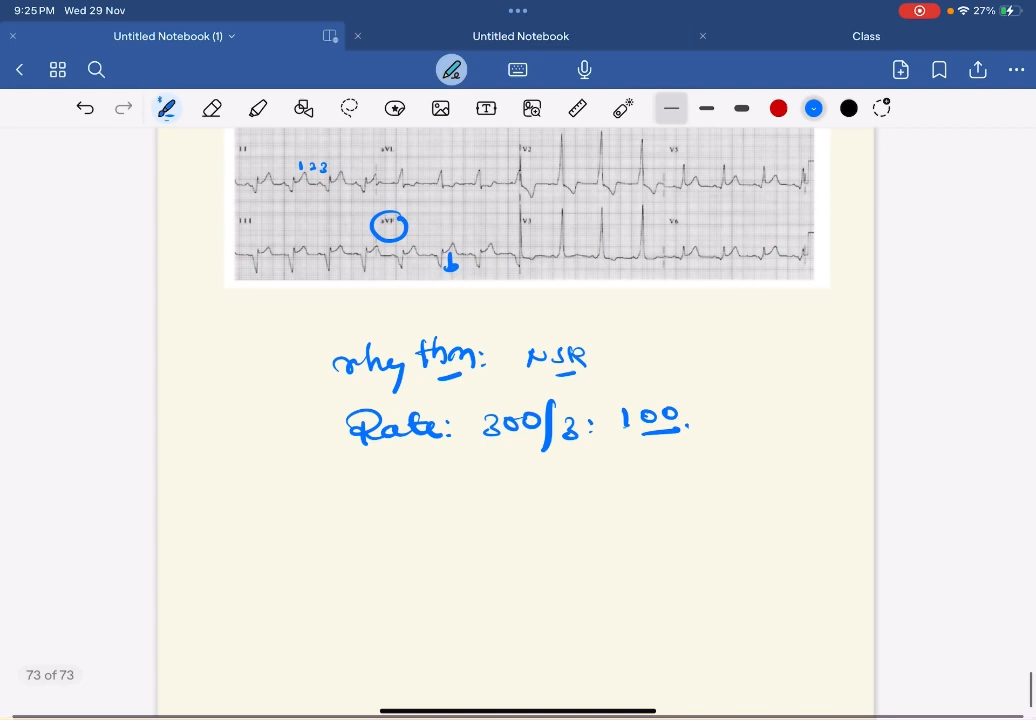 9:25 PM Wed 29 Nov
27%
Untitled Notebook (1)
Untitled Notebook
Class
II
aVL
V2
V5
1 2 3
III
aVF
V3
V6
rhythm: NSR
Rate: 300/3: 100.
73 of 73